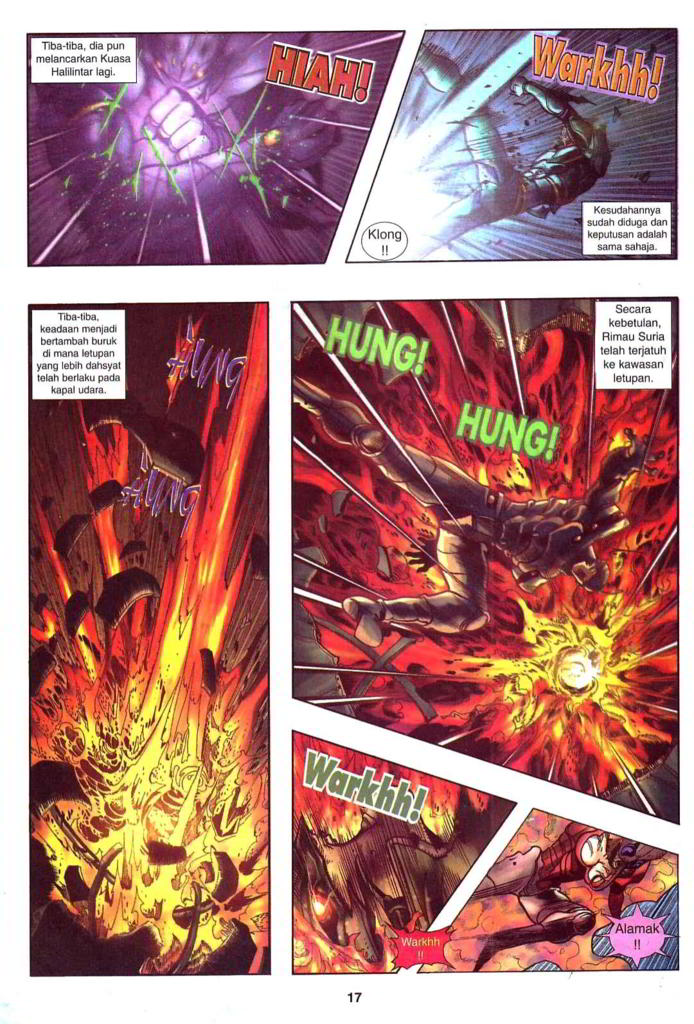 Tiba-tiba, dia pun
melancarkan Kuasa
Halilintar lagi.
HIAH!
Warkhh!
Klong
!!
Kesudahannya
sudah diduga dan
keputusan adalah
sama sahaja.
Tiba-tiba,
keadaan menjadi
bertambah buruk
di mana letupan
yang lebih dahsyat
telah berlaku pada
kapal udara.
HUNG
HUNG
HUNG!
HUNG!
Secara
kebetulan,
Rimau Suria
telah terjatuh
ke kawasan
letupan.
Warkhh!
Warkhh
!!
Alamak
!!
17